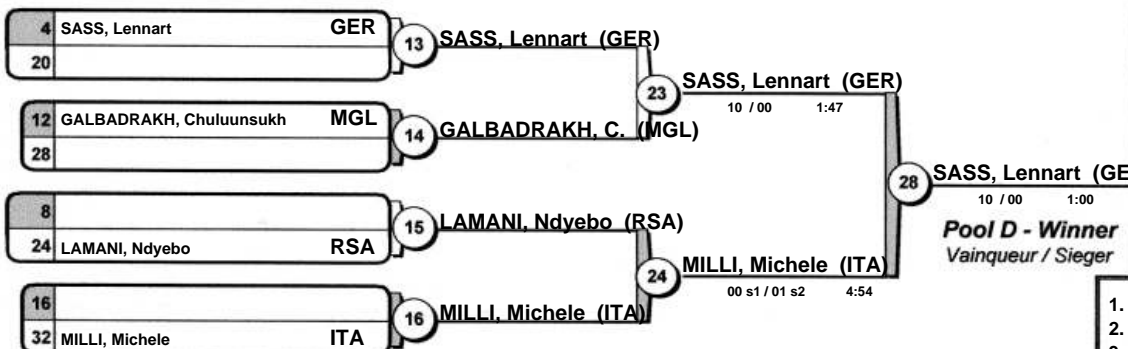 4 SASS, Lennart GER
20
13 SASS, Lennart (GER)
12 GALBADRAKH, Chuluunsukh MGL
28
14 GALBADRAKH, C. (MGL)
23 SASS, Lennart (GER)
10 / 00 1:47
8
24 LAMANI, Ndyebo RSA
15 LAMANI, Ndyebo (RSA)
16
32 MILLI, Michele ITA
16 MILLI, Michele (ITA)
24 MILLI, Michele (ITA)
00 s1 / 01 s2 4:54
28 SASS, Lennart (GE
10 / 00 1:00
Pool D - Winner
Vainqueur / Sieger
1.
2.